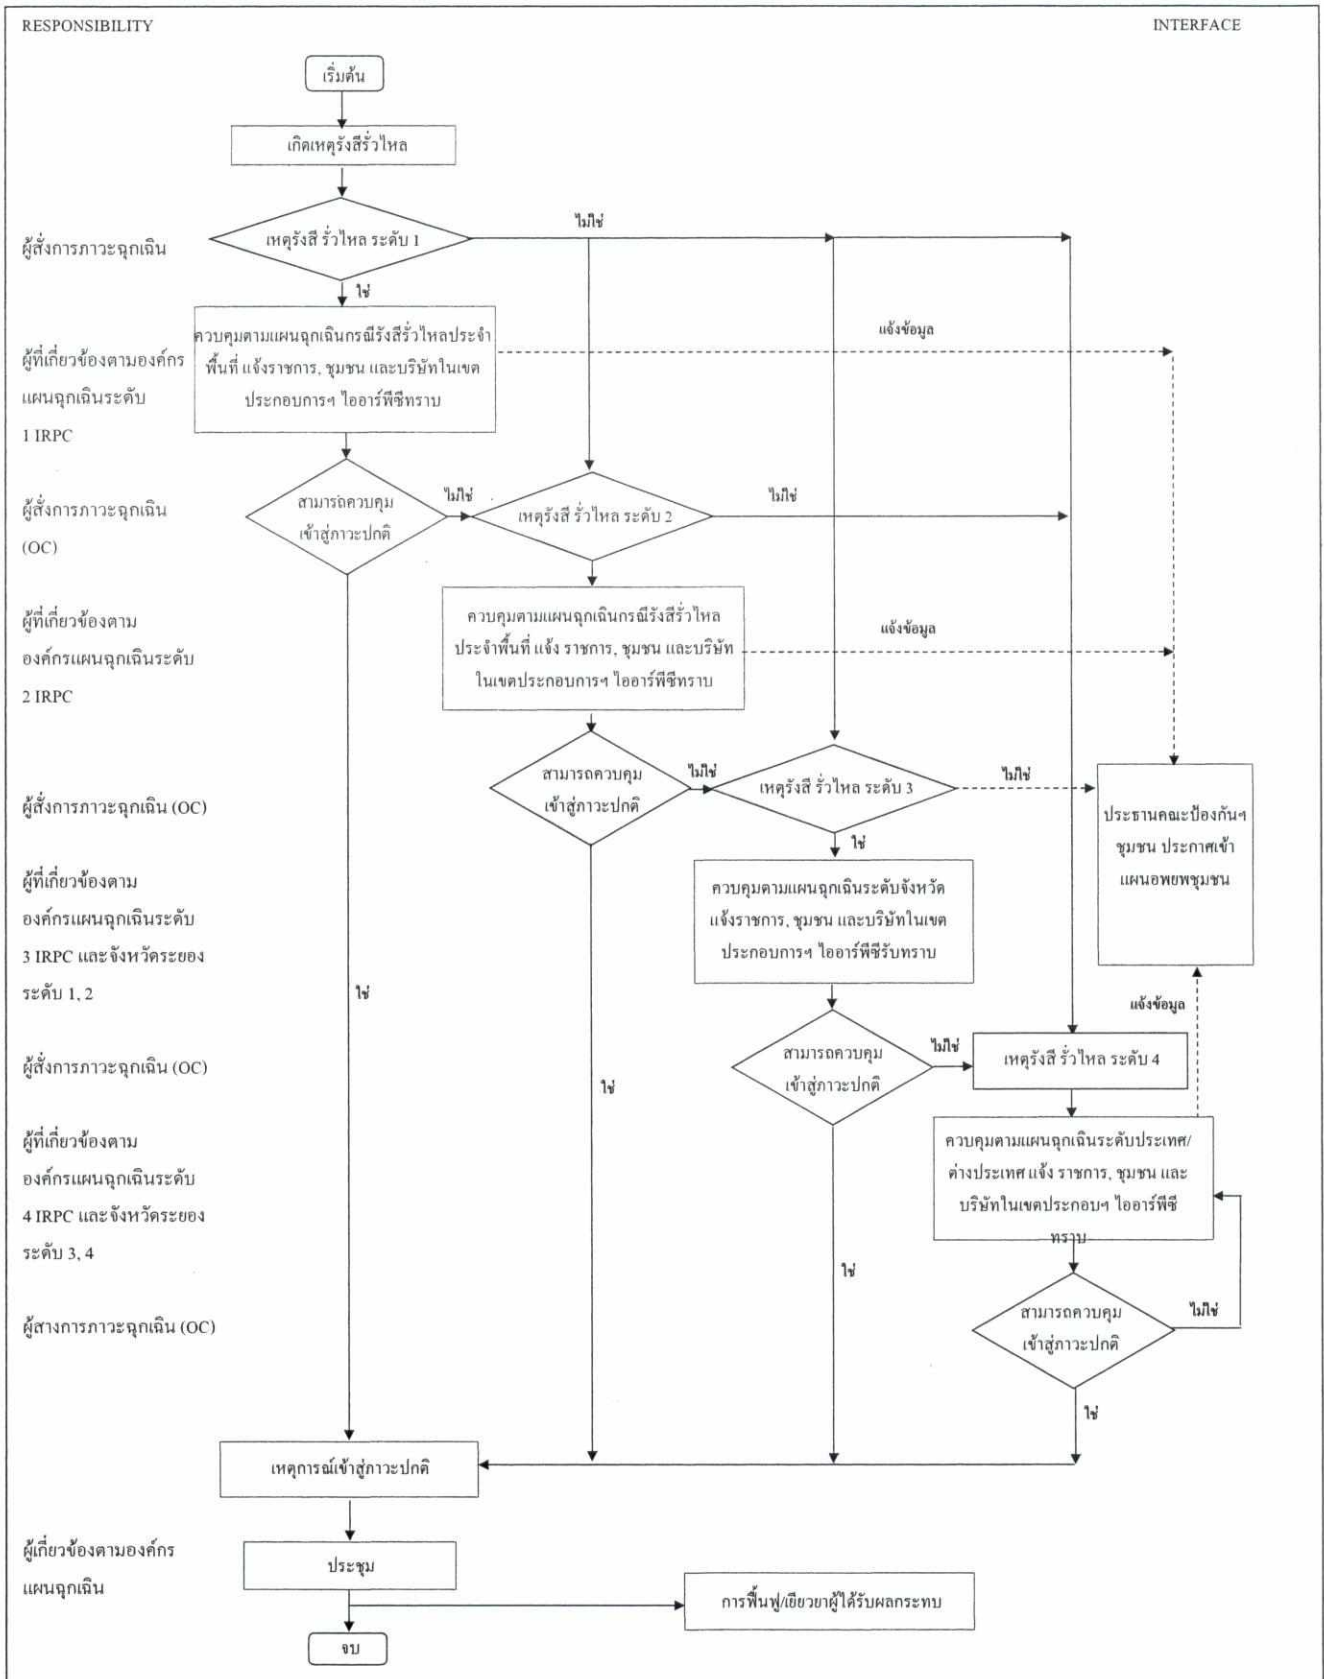 RESPONSIBILITY
INTERFACE
เริ่มต้น
เกิดเหตุรังสีรั่วไหล
ไม่ใช่
ผู้สั่งการภาวะฉุกเฉิน
เหตุรังสี รั่วไหล ระดับ 1
ใช่
ควบคุมตามแผนฉุกเฉินกรณีรังสีรั่วไหลประจำ
พื้นที่ แจ้งราชการ, ชุมชน และบริษัทในเขต
ประกอบการฯ ไออาร์พีซีทราบ
แจ้งข้อมูล
ผู้ที่เกี่ยวข้องตามองค์กร
แผนฉุกเฉินระดับ
1 IRPC
ผู้สั่งการภาวะฉุกเฉิน
(OC)
สามารถควบคุม
เข้าสู่ภาวะปกติ
ไม่ใช่
เหตุรังสี รั่วไหล ระดับ 2
ไม่ใช่
ผู้ที่เกี่ยวข้องตาม
องค์กรแผนฉุกเฉินระดับ
2 IRPC
ควบคุมตามแผนฉุกเฉินกรณีรังสีรั่วไหล
ประจำพื้นที่ แจ้ง ราชการ, ชุมชน และบริษัท
ในเขตประกอบการฯ ไออาร์พีซีทราบ
แจ้งข้อมูล
ผู้สั่งการภาวะฉุกเฉิน (OC)
สามารถควบคุม
เข้าสู่ภาวะปกติ
ไม่ใช่
เหตุรังสี รั่วไหล ระดับ 3
ไม่ใช่
ประธานคณะป้องกันฯ
ชุมชน ประกาศเข้า
แผนอพยพชุมชน
ใช่
ผู้ที่เกี่ยวข้องตาม
องค์กรแผนฉุกเฉินระดับ
3 IRPC และจังหวัดระยอง
ระดับ 1, 2
ใช่
ควบคุมตามแผนฉุกเฉินระดับจังหวัด
แจ้งราชการ, ชุมชน และบริษัทในเขต
ประกอบการฯ ไออาร์พีซีรับทราบ
แจ้งข้อมูล
ผู้สั่งการภาวะฉุกเฉิน (OC)
ใช่
สามารถควบคุม
เข้าสู่ภาวะปกติ
ไม่ใช่
เหตุรังสี รั่วไหล ระดับ 4
ผู้ที่เกี่ยวข้องตาม
องค์กรแผนฉุกเฉินระดับ
4 IRPC และจังหวัดระยอง
ระดับ 3, 4
ควบคุมตามแผนฉุกเฉินระดับประเทศ/
ต่างประเทศ แจ้ง ราชการ, ชุมชน และ
บริษัทในเขตประกอบฯ ไออาร์พีซี
ทราบ
ใช่
ผู้สางการภาวะฉุกเฉิน (OC)
สามารถควบคุม
เข้าสู่ภาวะปกติ
ไม่ใช่
ใช่
เหตุการณ์เข้าสู่ภาวะปกติ
ผู้เกี่ยวข้องตามองค์กร
แผนฉุกเฉิน
ประชุม
การฟื้นฟู/เยียวยาผู้ได้รับผลกระทบ
จบ